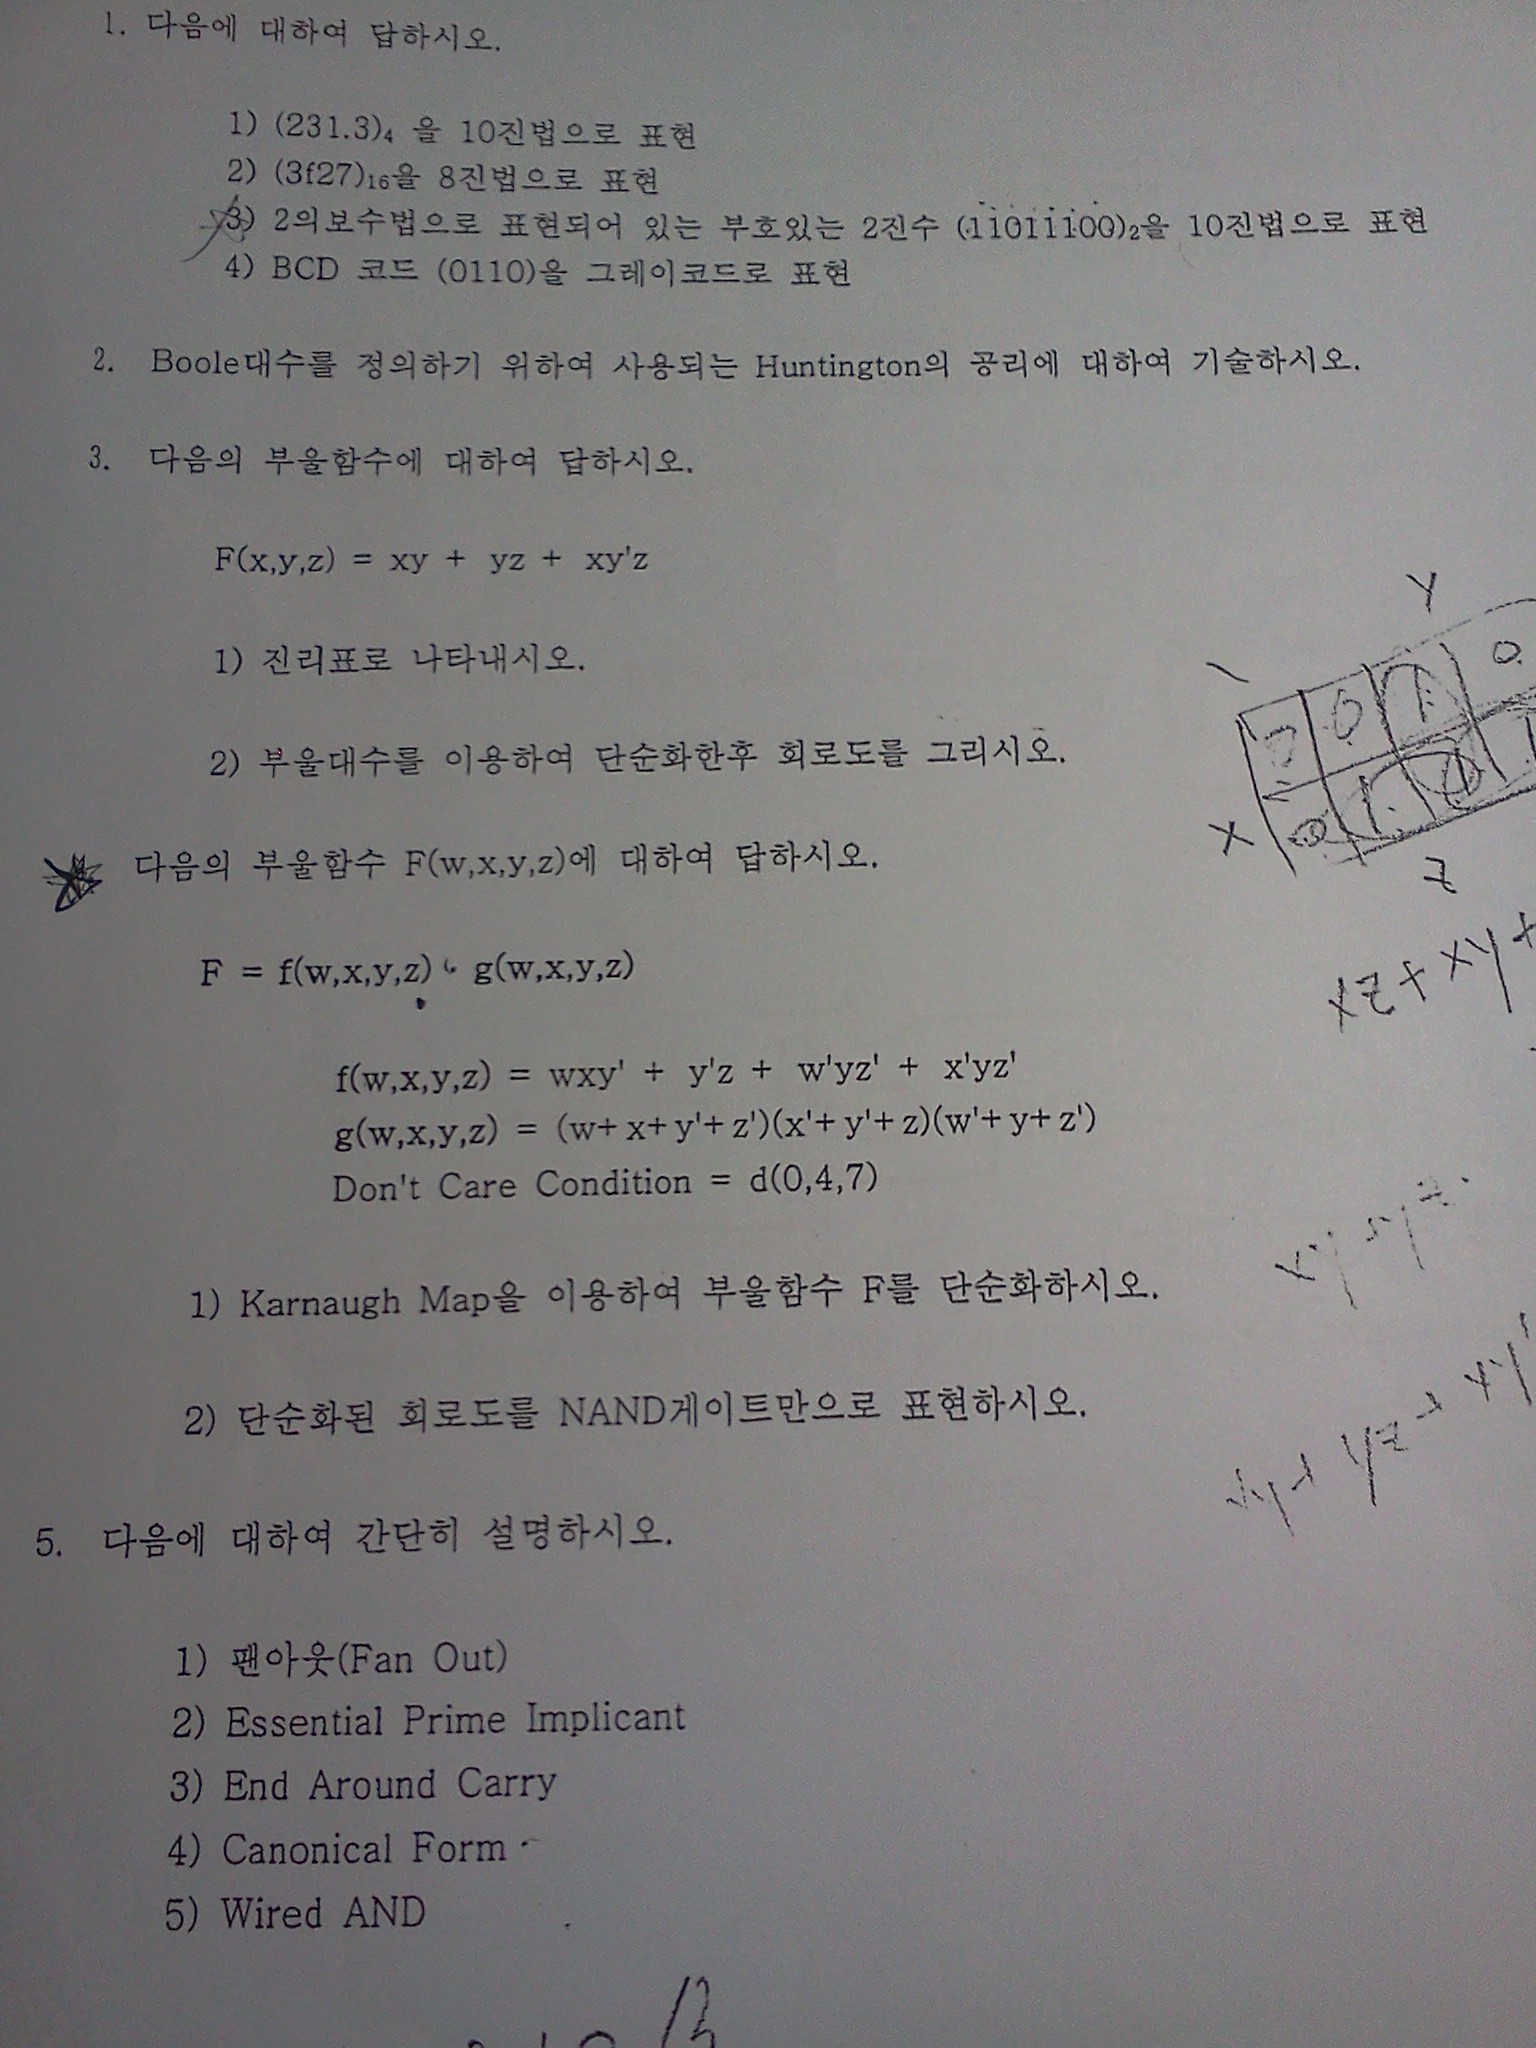 1. 다음에 대하여 답하시오.
1) (231.3)₄ 을 10진법으로 표현
2) (3f27)₁₆을 8진법으로 표현
3) 2의보수법으로 표현되어 있는 부호있는 2진수 (11011100)₂을 10진법으로 표현
4) BCD 코드 (0110)을 그레이코드로 표현
2. Boole대수를 정의하기 위하여 사용되는 Huntington의 공리에 대하여 기술하시오.
3. 다음의 부울함수에 대하여 답하시오.
F(x,y,z) = xy + yz + xy'z
1) 진리표로 나타내시오.
2) 부울대수를 이용하여 단순화한후 회로도를 그리시오.
Y
0 1 0.
X 0 1 1 1
Z
xz + xy +
다음의 부울함수 F(w,x,y,z)에 대하여 답하시오.
F = f(w,x,y,z) · g(w,x,y,z)
f(w,x,y,z) = wxy' + y'z + w'yz' + x'yz'
g(w,x,y,z) = (w+x+y'+z')(x'+y'+z)(w'+y+z')
Don't Care Condition = d(0,4,7)
1) Karnaugh Map을 이용하여 부울함수 F를 단순화하시오.
2) 단순화된 회로도를 NAND게이트만으로 표현하시오.
xy + yz + xy'
5. 다음에 대하여 간단히 설명하시오.
1) 팬아웃(Fan Out)
2) Essential Prime Implicant
3) End Around Carry
4) Canonical Form
5) Wired AND